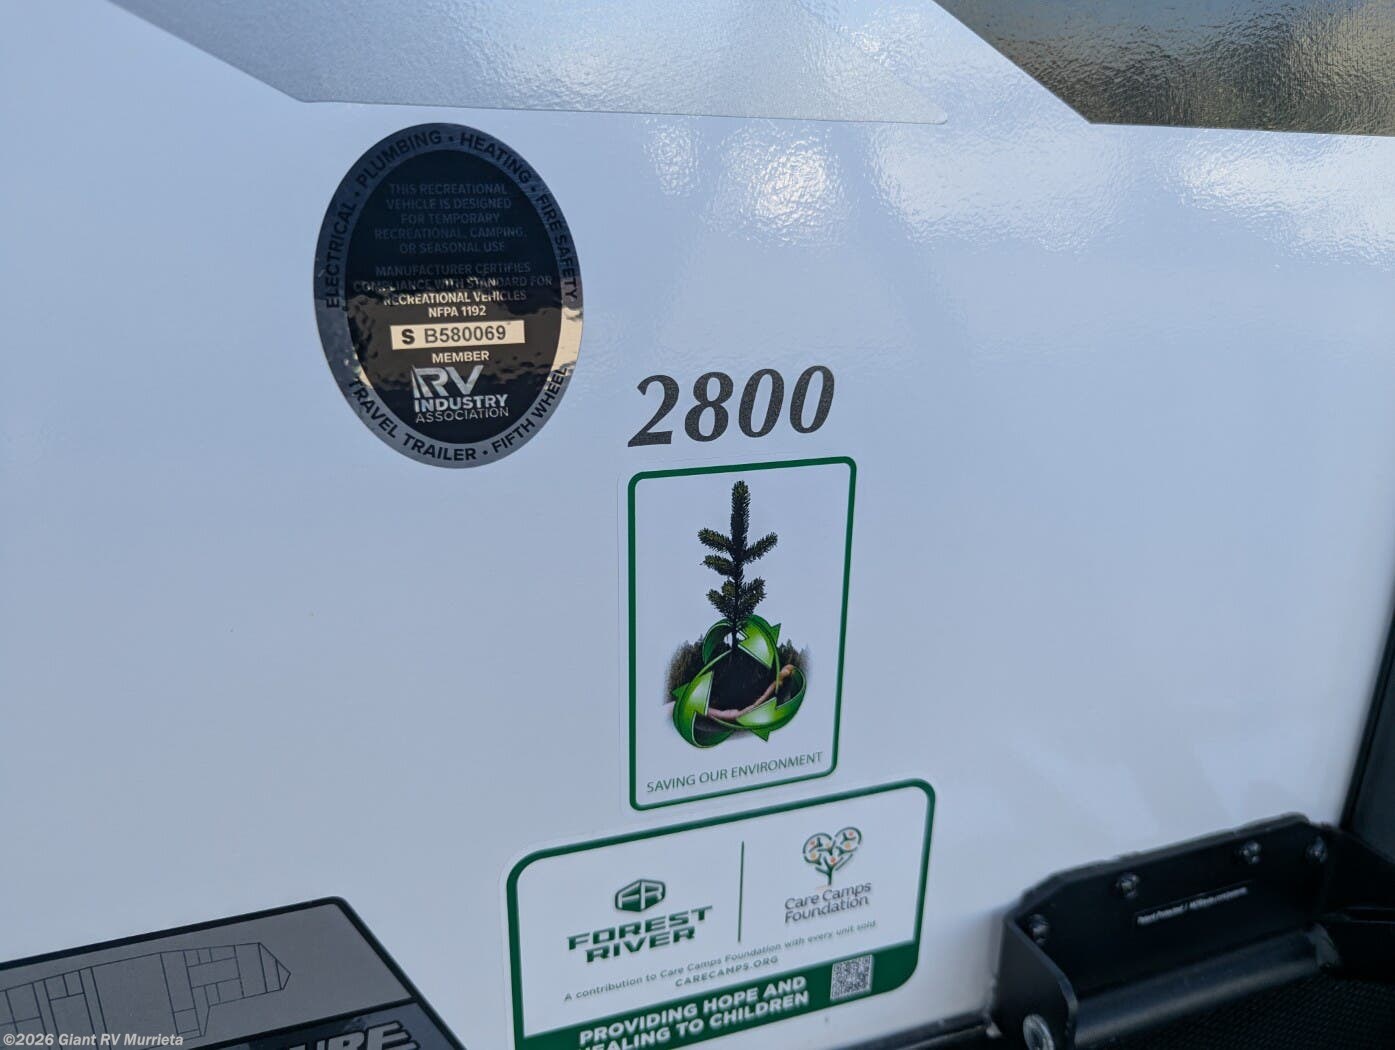 ELECTRICAL • PLUMBING • HEATING • FIRE SAFETY
THIS RECREATIONAL
VEHICLE IS DESIGNED
FOR TEMPORARY
RECREATIONAL, CAMPING,
OR SEASONAL USE
MANUFACTURER CERTIFIES
COMPLIANCE WITH STANDARD FOR
RECREATIONAL VEHICLES
NFPA 1192
S B580069
MEMBER
RV
INDUSTRY
ASSOCIATION
TRAVEL TRAILER • FIFTH WHEEL
2800
SAVING OUR ENVIRONMENT
FR
FOREST
RIVER
Care Camps
Foundation
A contribution to Care Camps Foundation with every unit sold.
CARECAMPS.ORG
PROVIDING HOPE AND
HEALING TO CHILDREN
©2026 Giant RV Murrieta